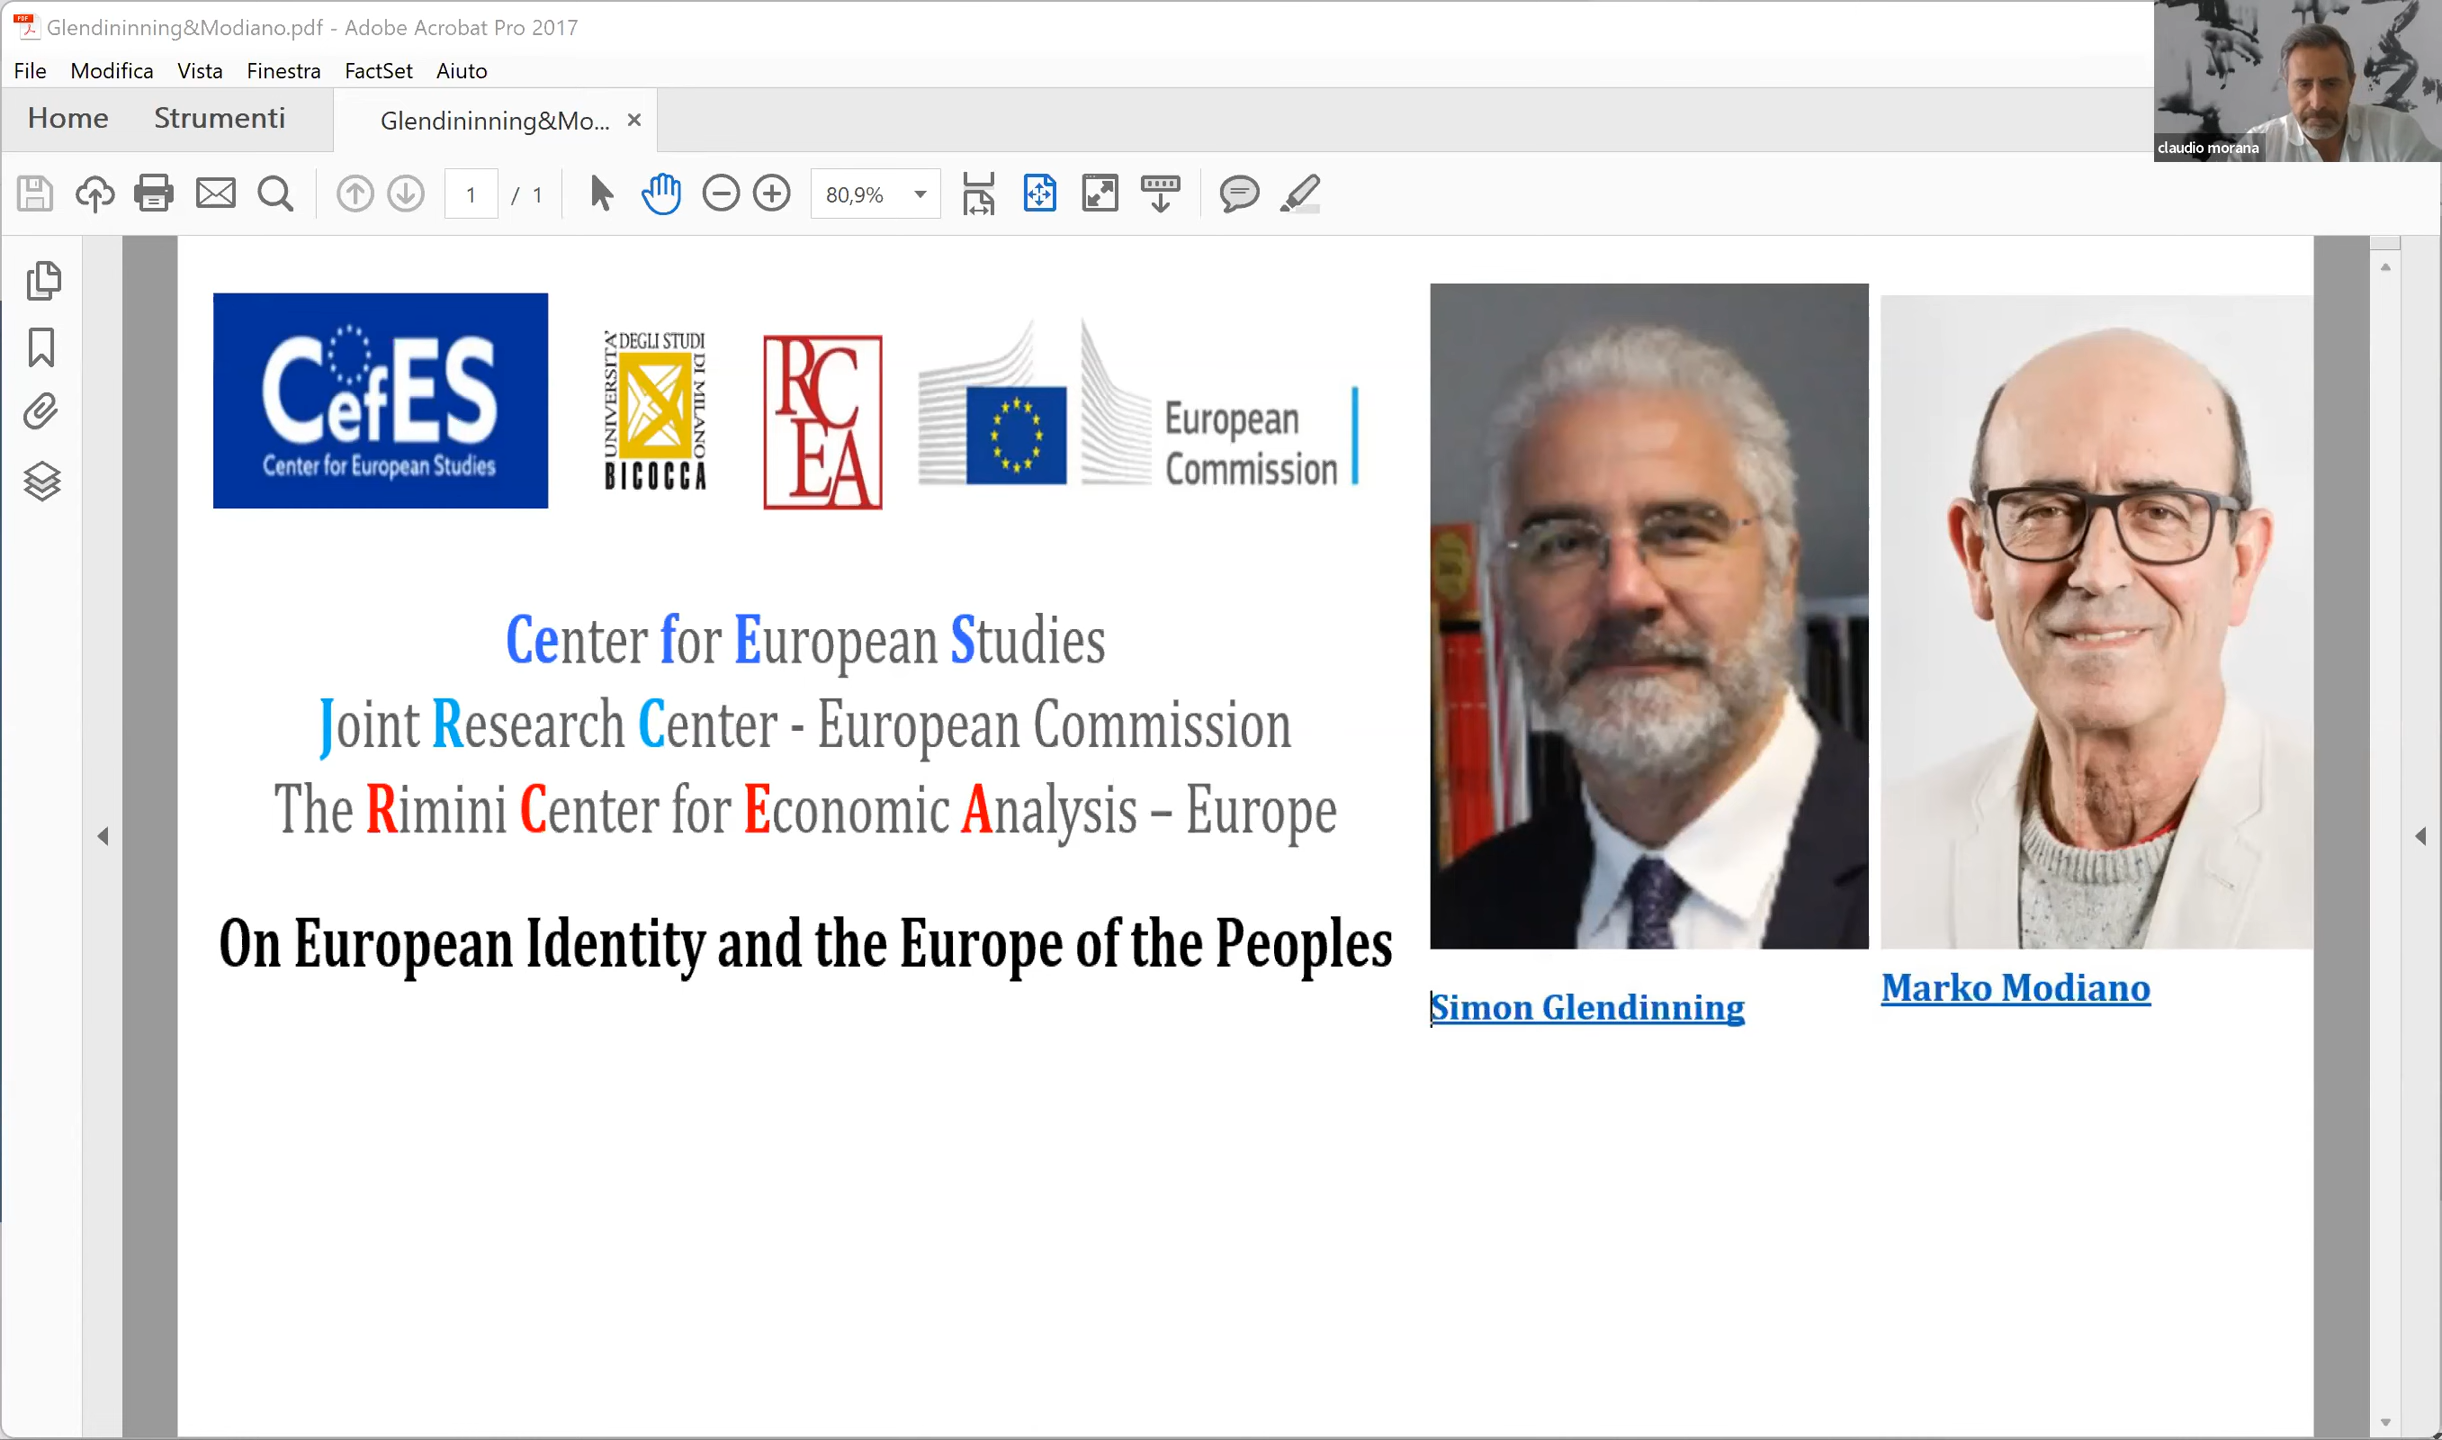 Glendininning&Modiano.pdf - Adobe Acrobat Pro 2017
File Modifica Vista Finestra FactSet Aiuto
Home Strumenti Glendininning&Mo... ×
1 / 1 80,9%
claudio morana
CefES
Center for European Studies
UNIVERSITÀ DEGLI STUDI DI MILANO
BICOCCA
RC
EA
European
Commission
Center for European Studies
Joint Research Center - European Commission
The Rimini Center for Economic Analysis – Europe
On European Identity and the Europe of the Peoples
Simon Glendinning
Marko Modiano